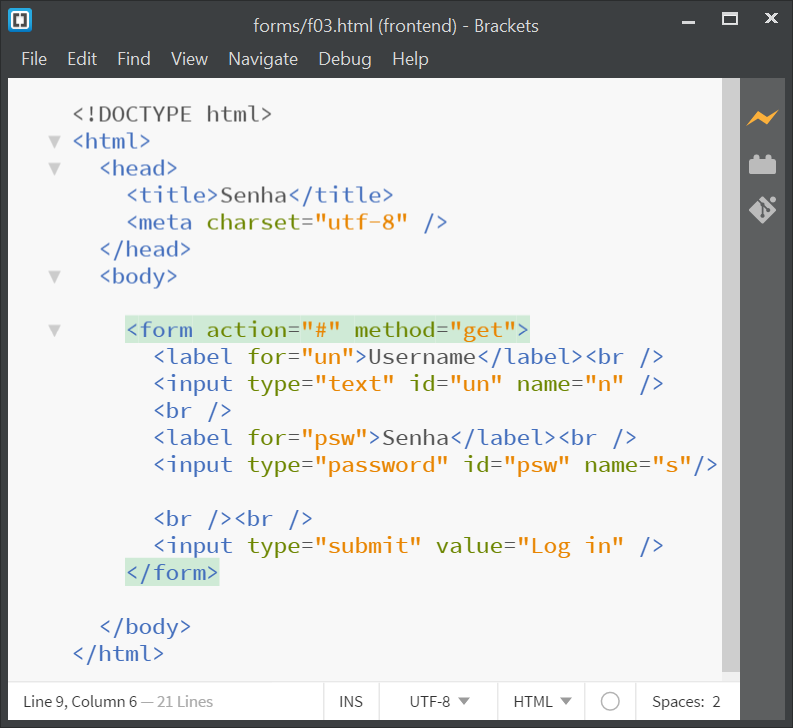 forms/f03.html (frontend) - Brackets
File Edit Find View Navigate Debug Help
<!DOCTYPE html>
<html>
  <head>
    <title>Senha</title>
    <meta charset="utf-8" />
  </head>
  <body>

    <form action="#" method="get">
      <label for="un">Username</label><br />
      <input type="text" id="un" name="n" />
      <br />
      <label for="psw">Senha</label><br />
      <input type="password" id="psw" name="s"/>

      <br /><br />
      <input type="submit" value="Log in" />
    </form>

  </body>
</html>
Line 9, Column 6 — 21 Lines INS UTF-8 HTML Spaces: 2